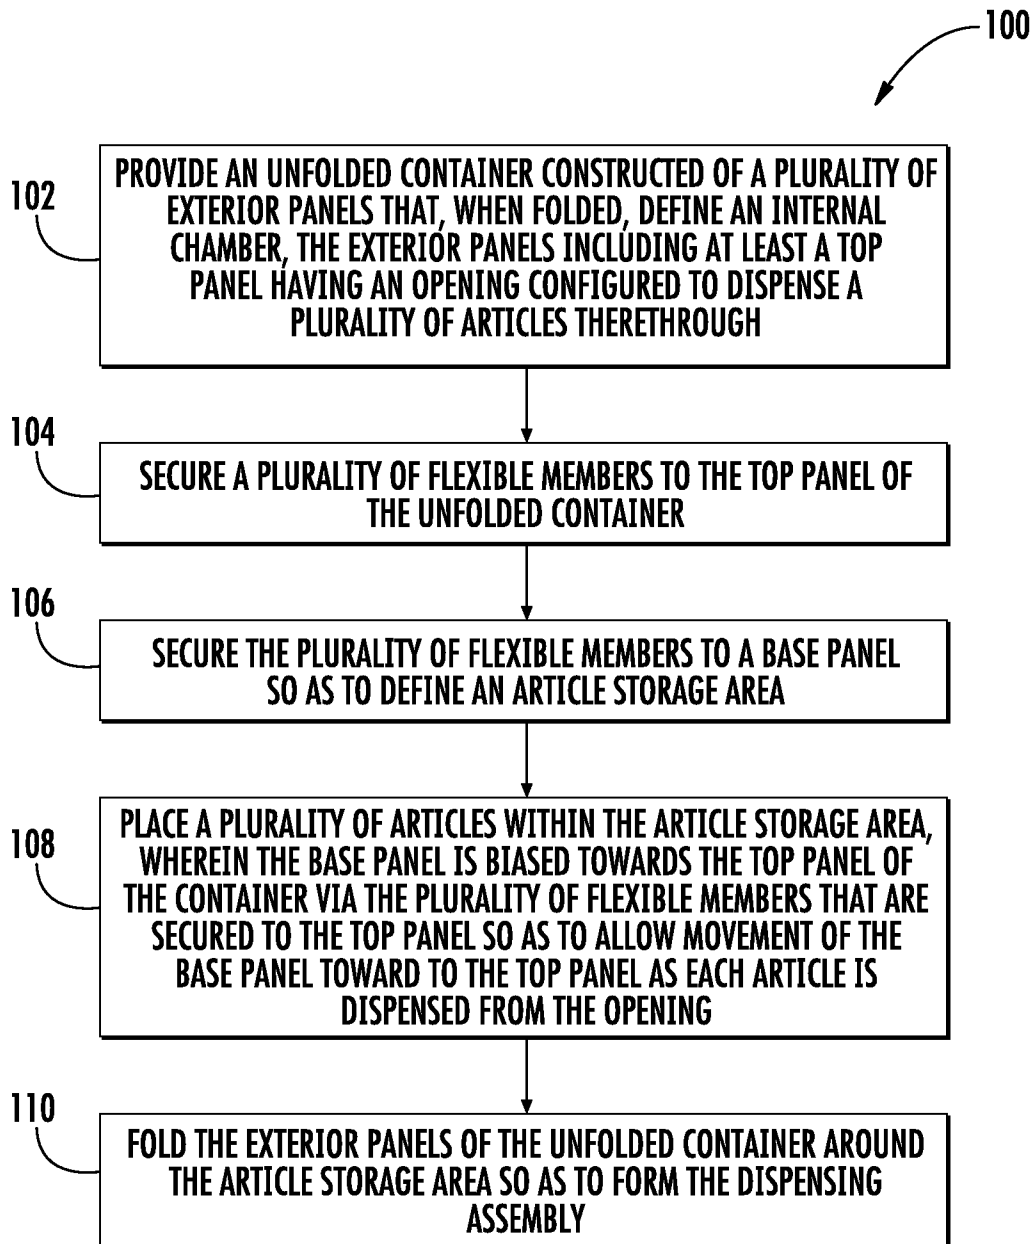 100
102
PROVIDE AN UNFOLDED CONTAINER CONSTRUCTED OF A PLURALITY OF
EXTERIOR PANELS THAT, WHEN FOLDED, DEFINE AN INTERNAL
CHAMBER, THE EXTERIOR PANELS INCLUDING AT LEAST A TOP
PANEL HAVING AN OPENING CONFIGURED TO DISPENSE A
PLURALITY OF ARTICLES THERETHROUGH
104
SECURE A PLURALITY OF FLEXIBLE MEMBERS TO THE TOP PANEL OF
THE UNFOLDED CONTAINER
106
SECURE THE PLURALITY OF FLEXIBLE MEMBERS TO A BASE PANEL
SO AS TO DEFINE AN ARTICLE STORAGE AREA
108
PLACE A PLURALITY OF ARTICLES WITHIN THE ARTICLE STORAGE AREA,
WHEREIN THE BASE PANEL IS BIASED TOWARDS THE TOP PANEL OF
THE CONTAINER VIA THE PLURALITY OF FLEXIBLE MEMBERS THAT ARE
SECURED TO THE TOP PANEL SO AS TO ALLOW MOVEMENT OF THE
BASE PANEL TOWARD TO THE TOP PANEL AS EACH ARTICLE IS
DISPENSED FROM THE OPENING
110
FOLD THE EXTERIOR PANELS OF THE UNFOLDED CONTAINER AROUND
THE ARTICLE STORAGE AREA SO AS TO FORM THE DISPENSING
ASSEMBLY